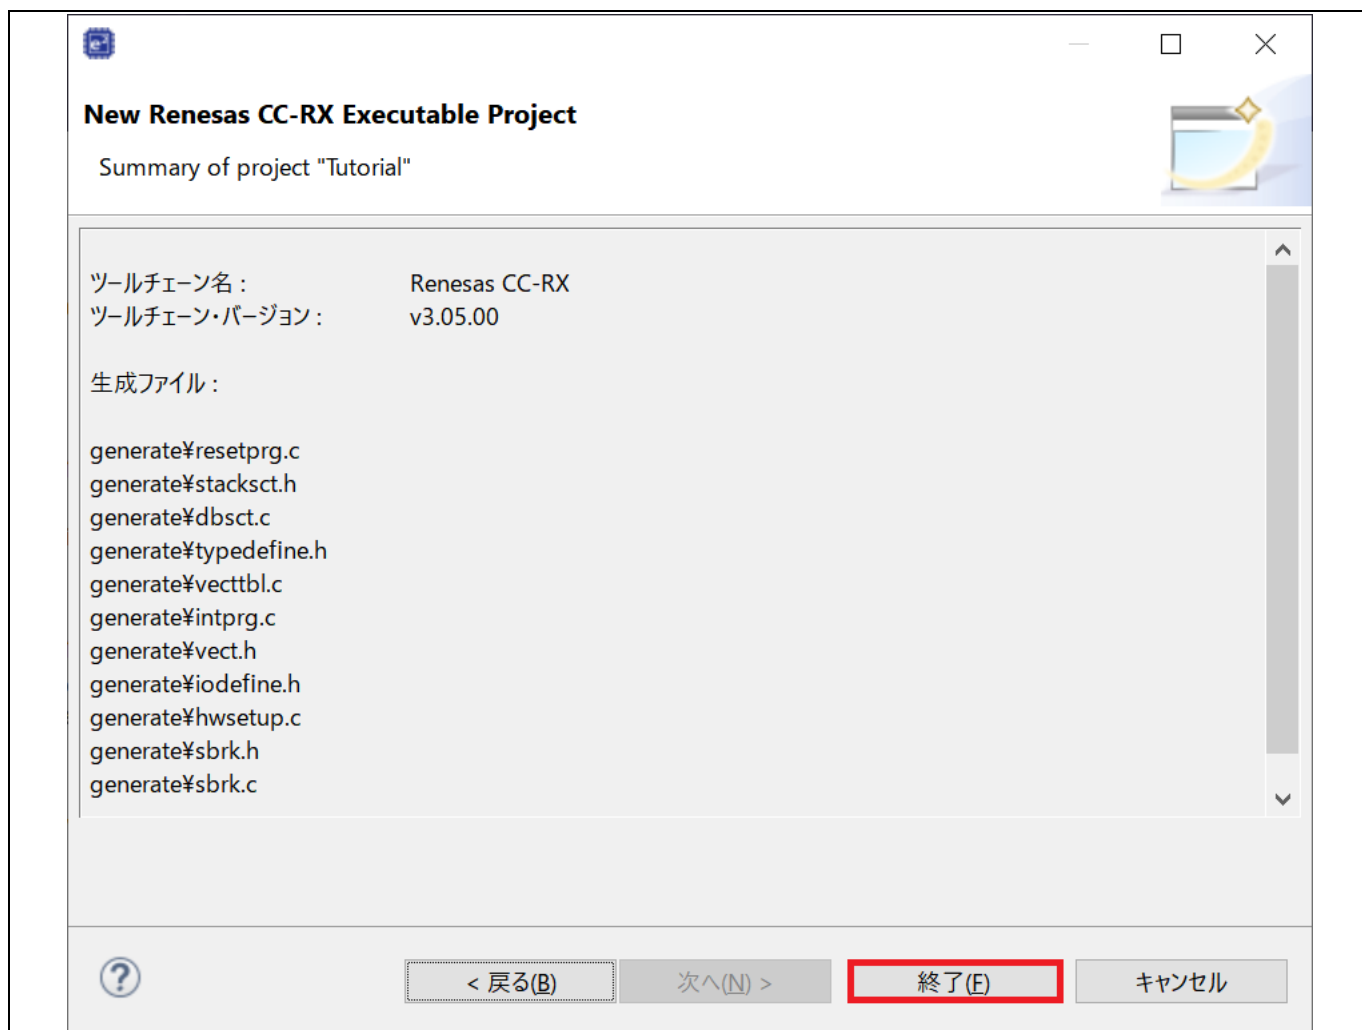 e²
New Renesas CC-RX Executable Project
Summary of project "Tutorial"
ツールチェーン名 : Renesas CC-RX
ツールチェーン・バージョン : v3.05.00
生成ファイル :
generate¥resetprg.c
generate¥stacksct.h
generate¥dbsct.c
generate¥typedefine.h
generate¥vecttbl.c
generate¥intprg.c
generate¥vect.h
generate¥iodefine.h
generate¥hwsetup.c
generate¥sbrk.h
generate¥sbrk.c
? < 戻る(B) 次へ(N) > 終了(F) キャンセル